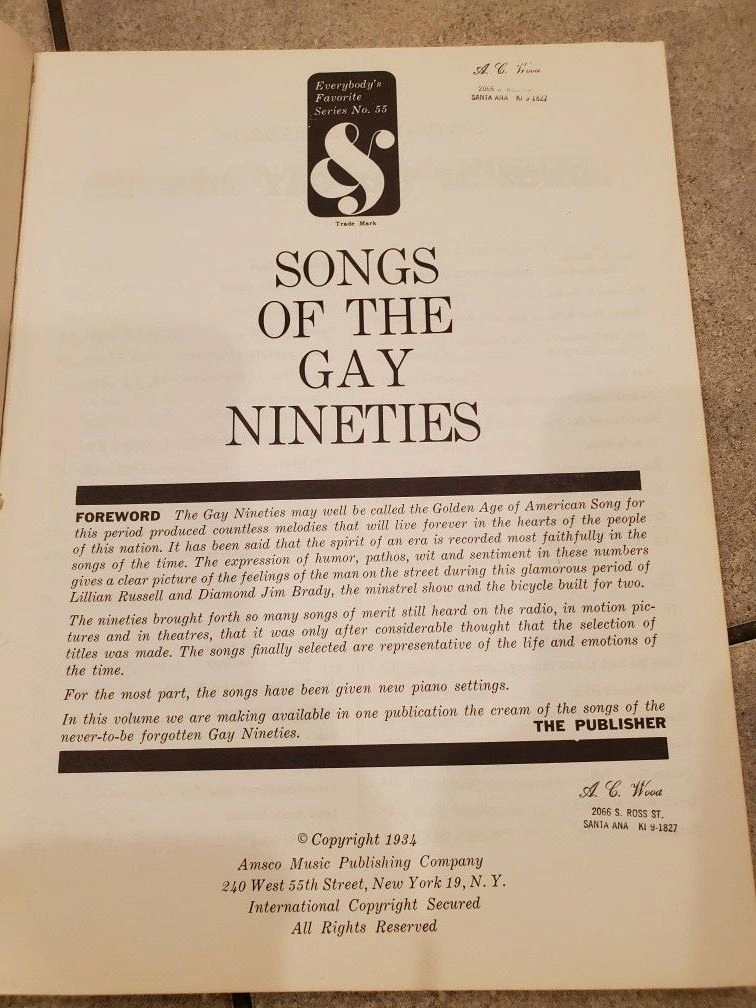 Everybody's
Favorite
Series No. 55
&
Trade Mark
A. C. Wood
2066
SANTA ANA KI 9-1827
SONGS
OF THE
GAY
NINETIES
FOREWORD The Gay Nineties may well be called the Golden Age of American Song for
this period produced countless melodies that will live forever in the hearts of the people
of this nation. It has been said that the spirit of an era is recorded most faithfully in the
songs of the time. The expression of humor, pathos, wit and sentiment in these numbers
gives a clear picture of the feelings of the man on the street during this glamorous period of
Lillian Russell and Diamond Jim Brady, the minstrel show and the bicycle built for two.
The nineties brought forth so many songs of merit still heard on the radio, in motion pic-
tures and in theatres, that it was only after considerable thought that the selection of
titles was made. The songs finally selected are representative of the life and emotions of
the time.
For the most part, the songs have been given new piano settings.
In this volume we are making available in one publication the cream of the songs of the
never-to-be forgotten Gay Nineties.
THE PUBLISHER
A. C. Wood
2066 S. ROSS ST.
SANTA ANA KI 9-1827
© Copyright 1934
Amsco Music Publishing Company
240 West 55th Street, New York 19, N. Y.
International Copyright Secured
All Rights Reserved